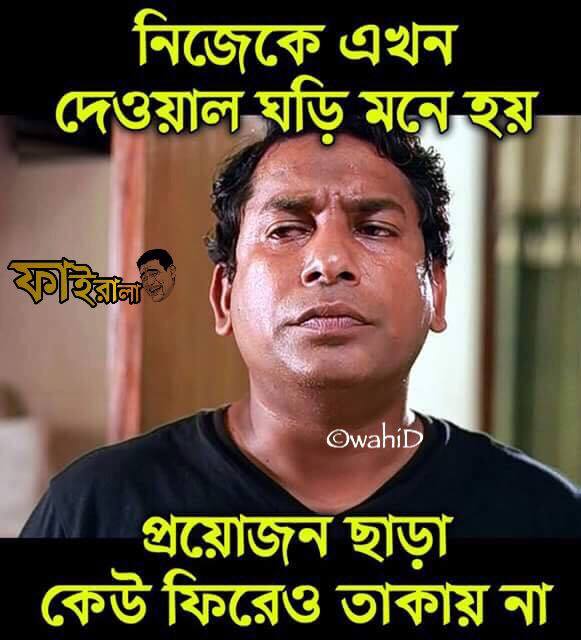 নিজেকে এখন
দেওয়াল ঘড়ি মনে হয়
ফাইরালা
©wahiD
প্রয়োজন ছাড়া
কেউ ফিরেও তাকায় না